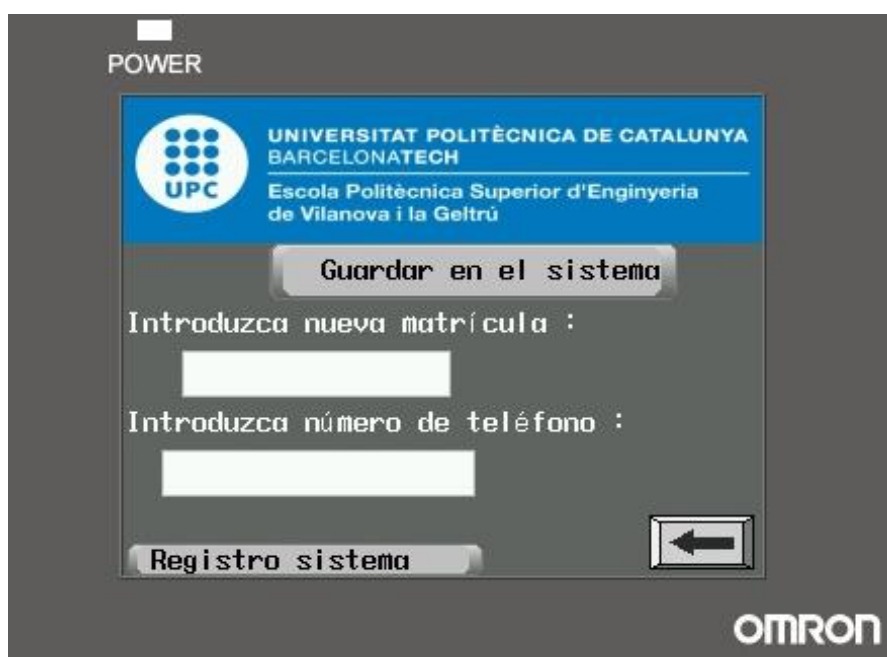 POWER
UPC
UNIVERSITAT POLITÈCNICA DE CATALUNYA
BARCELONATECH
Escola Politècnica Superior d'Enginyeria
de Vilanova i la Geltrú
Guardar en el sistema
Introduzca nueva matrícula :
Introduzca número de teléfono :
Registro sistema
OMRON